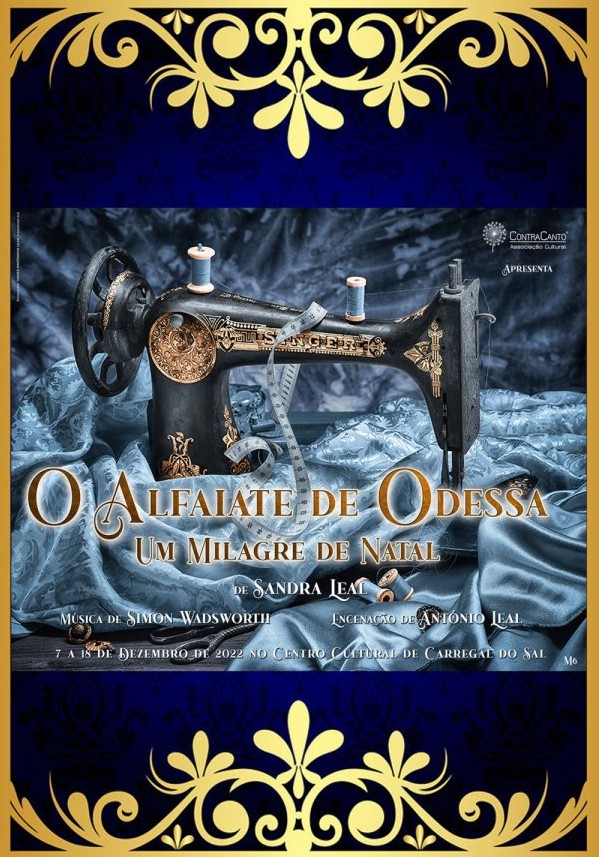 ContraCanto
Associação Cultural
Apresenta
SINGER
O Alfaiate de Odessa
Um Milagre de Natal
de Sandra Leal
Música de Simon Wadsworth
Encenação de António Leal
7 a 18 de Dezembro de 2022 no Centro Cultural de Carregal do Sal
M6